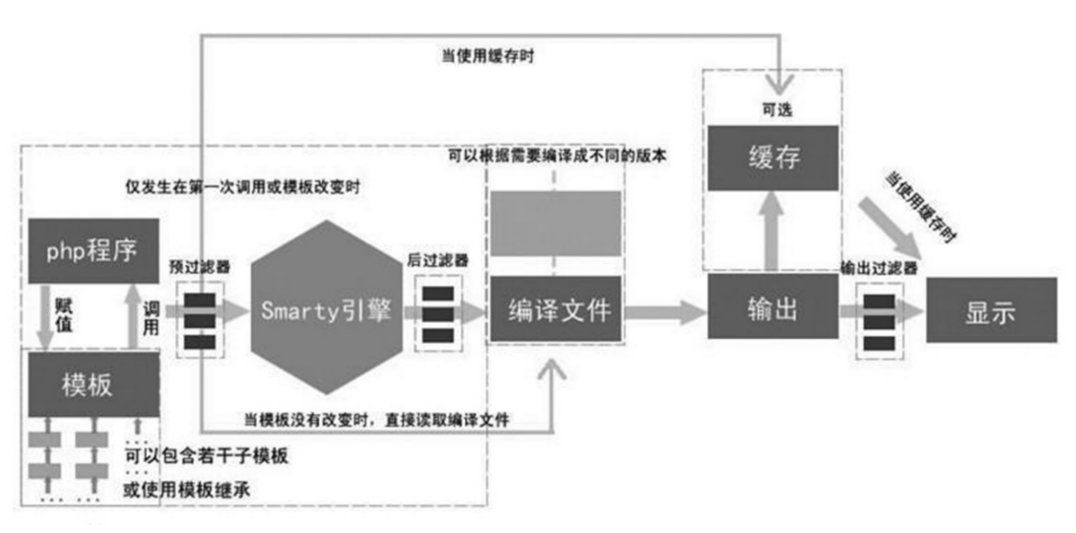 当使用缓存时
可选
缓存
可以根据需要编译成不同的版本
仅发生在第一次调用或模板改变时
当使用缓存时
php程序
预过滤器
后过滤器
输出过滤器
赋值
调用
Smarty引擎
编译文件
输出
显示
模板
当模板没有改变时,直接读取编译文件
...
可以包含若干子模板
...
或使用模板继承
... ...